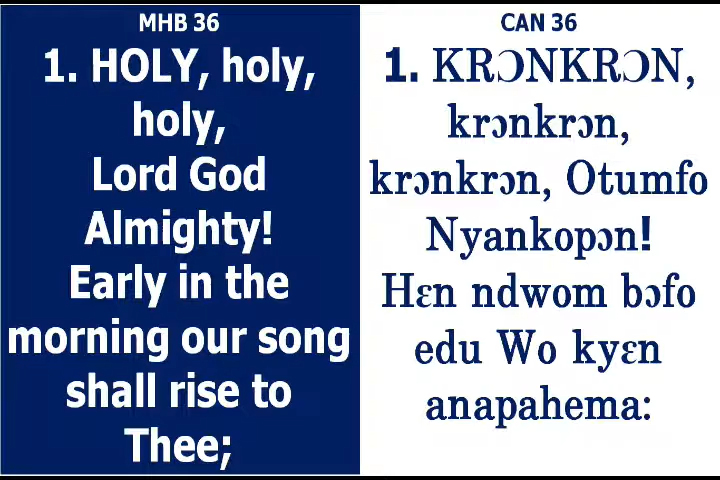 MHB 36
1. HOLY, holy,
holy,
Lord God
Almighty!
Early in the
morning our song
shall rise to
Thee;
CAN 36
1. KRƆNKRƆN,
krɔnkrɔn,
krɔnkrɔn, Otumfo
Nyankopɔn!
Hɛn ndwom bɔfo
edu Wo kyɛn
anapahema: